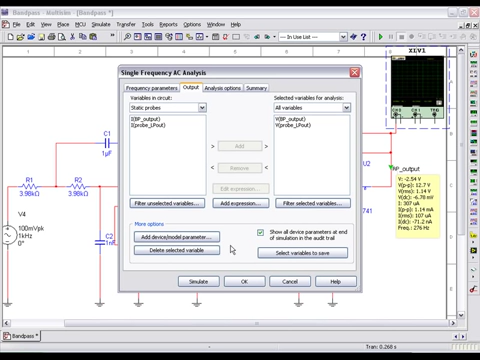 Bandpass - Multisim
File Edit View Place MCU Simulate Transfer Tools Reports Options Window Help
--- In Use List ---
Single Frequency AC Analysis
Frequency parameters Output Analysis options Summary
Variables in circuit: Selected variables for analysis:
Static probes All variables
I(BP_output) V(BP_output)
I(probe_LPout) V(probe_LPout)
> Add >
< Remove <
Edit expression...
Filter unselected variables... Add expression... Filter selected variables...
More options
Add device/model parameter...
Delete selected variable
Show all device parameters at end
of simulation in the audit trail
Select variables to save
Simulate OK Cancel Help
XLV1
C1
1nF
R1 R2
3.98kΩ 3.98kΩ
V4
100mVpk
1kHz
0°
C2
U2
741
BP_output
V: -2.54 V
V(p-p): 12.7 V
V(rms): 1.14 V
V(dc): -6.78 mV
I: 307 uA
I(p-p): 1.14 mA
I(rms): 107 uA
I(dc): -71.2 nA
Freq.: 276 Hz
Bandpass *
Tran: 0.268 s